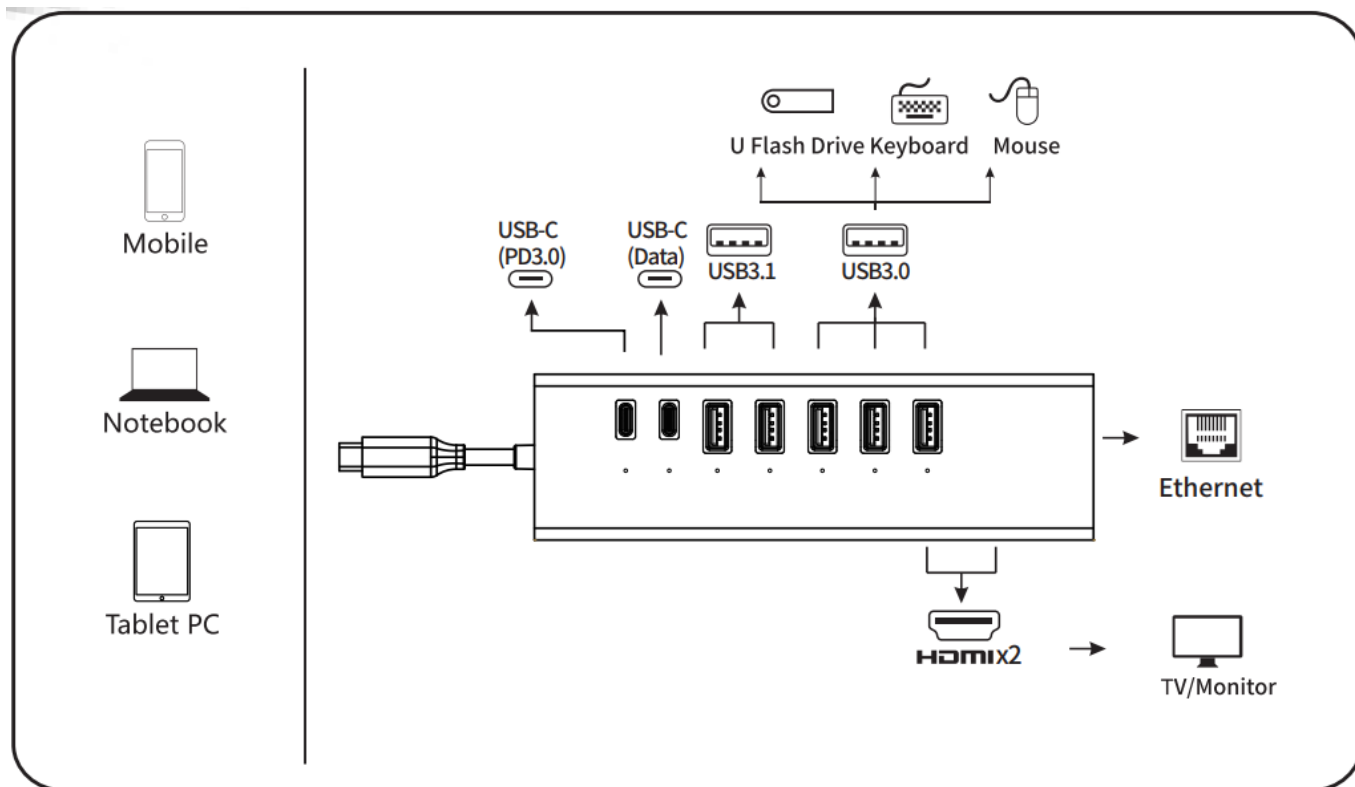 U Flash Drive Keyboard Mouse
USB-C
(PD3.0)
USB-C
(Data)
USB3.1
USB3.0
Mobile
Notebook
Tablet PC
Ethernet
HDMIx2
TV/Monitor